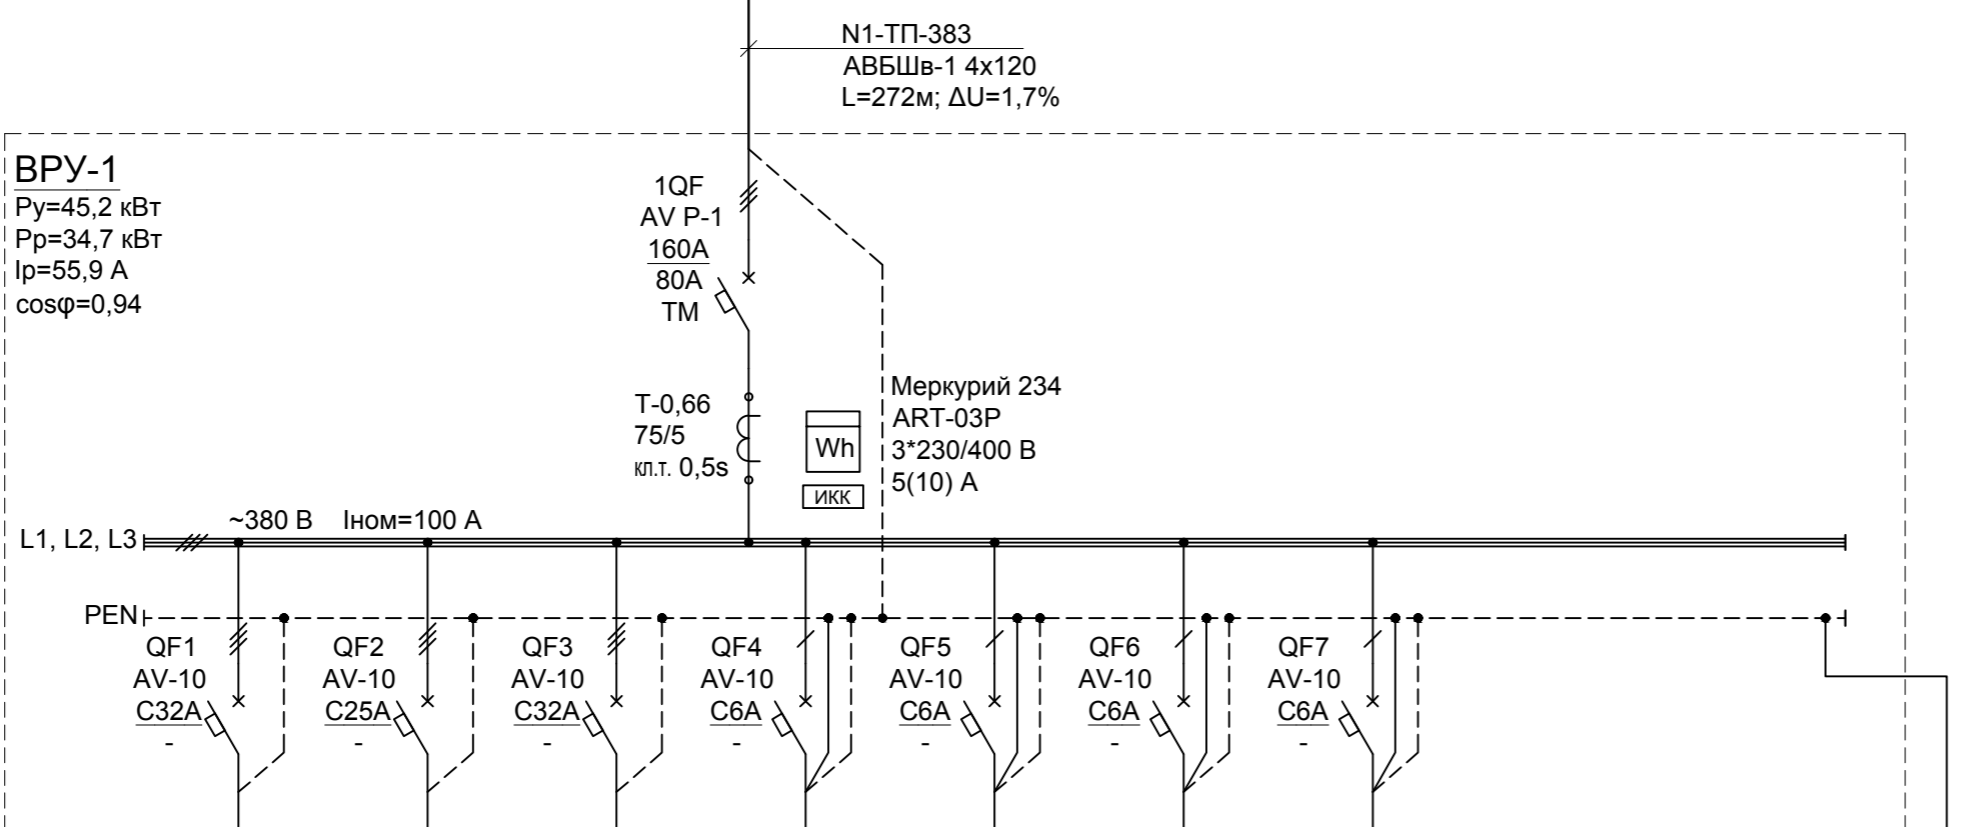 N1-ТП-383
АВБШв-1 4х120
L=272м; ΔU=1,7%
ВРУ-1
Ру=45,2 кВт
Рр=34,7 кВт
Iр=55,9 А
cosφ=0,94
1QF
AV P-1
160А
80А
ТМ
Т-0,66
75/5
кл.т. 0,5s
Wh
ИКК
Меркурий 234
ART-03P
3*230/400 В
5(10) А
~380 В Iном=100 А
L1, L2, L3
PEN
QF1 QF2 QF3 QF4 QF5 QF6 QF7
AV-10 AV-10 AV-10 AV-10 AV-10 AV-10 AV-10
C32A C25A C32A C6A C6A C6A C6A
- - - - - - -